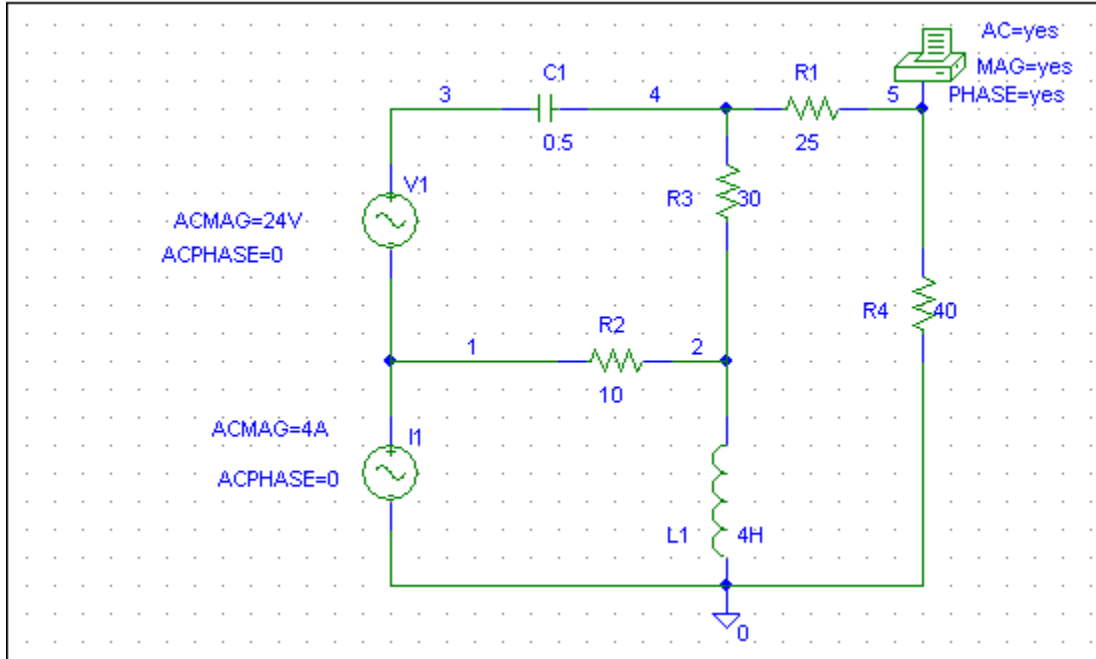 AC=yes
MAG=yes
PHASE=yes
C1
R1
3
4
5
0.5
25
V1
R3
30
ACMAG=24V
ACPHASE=0
R4
40
R2
1
2
10
ACMAG=4A
I1
ACPHASE=0
L1
4H
0